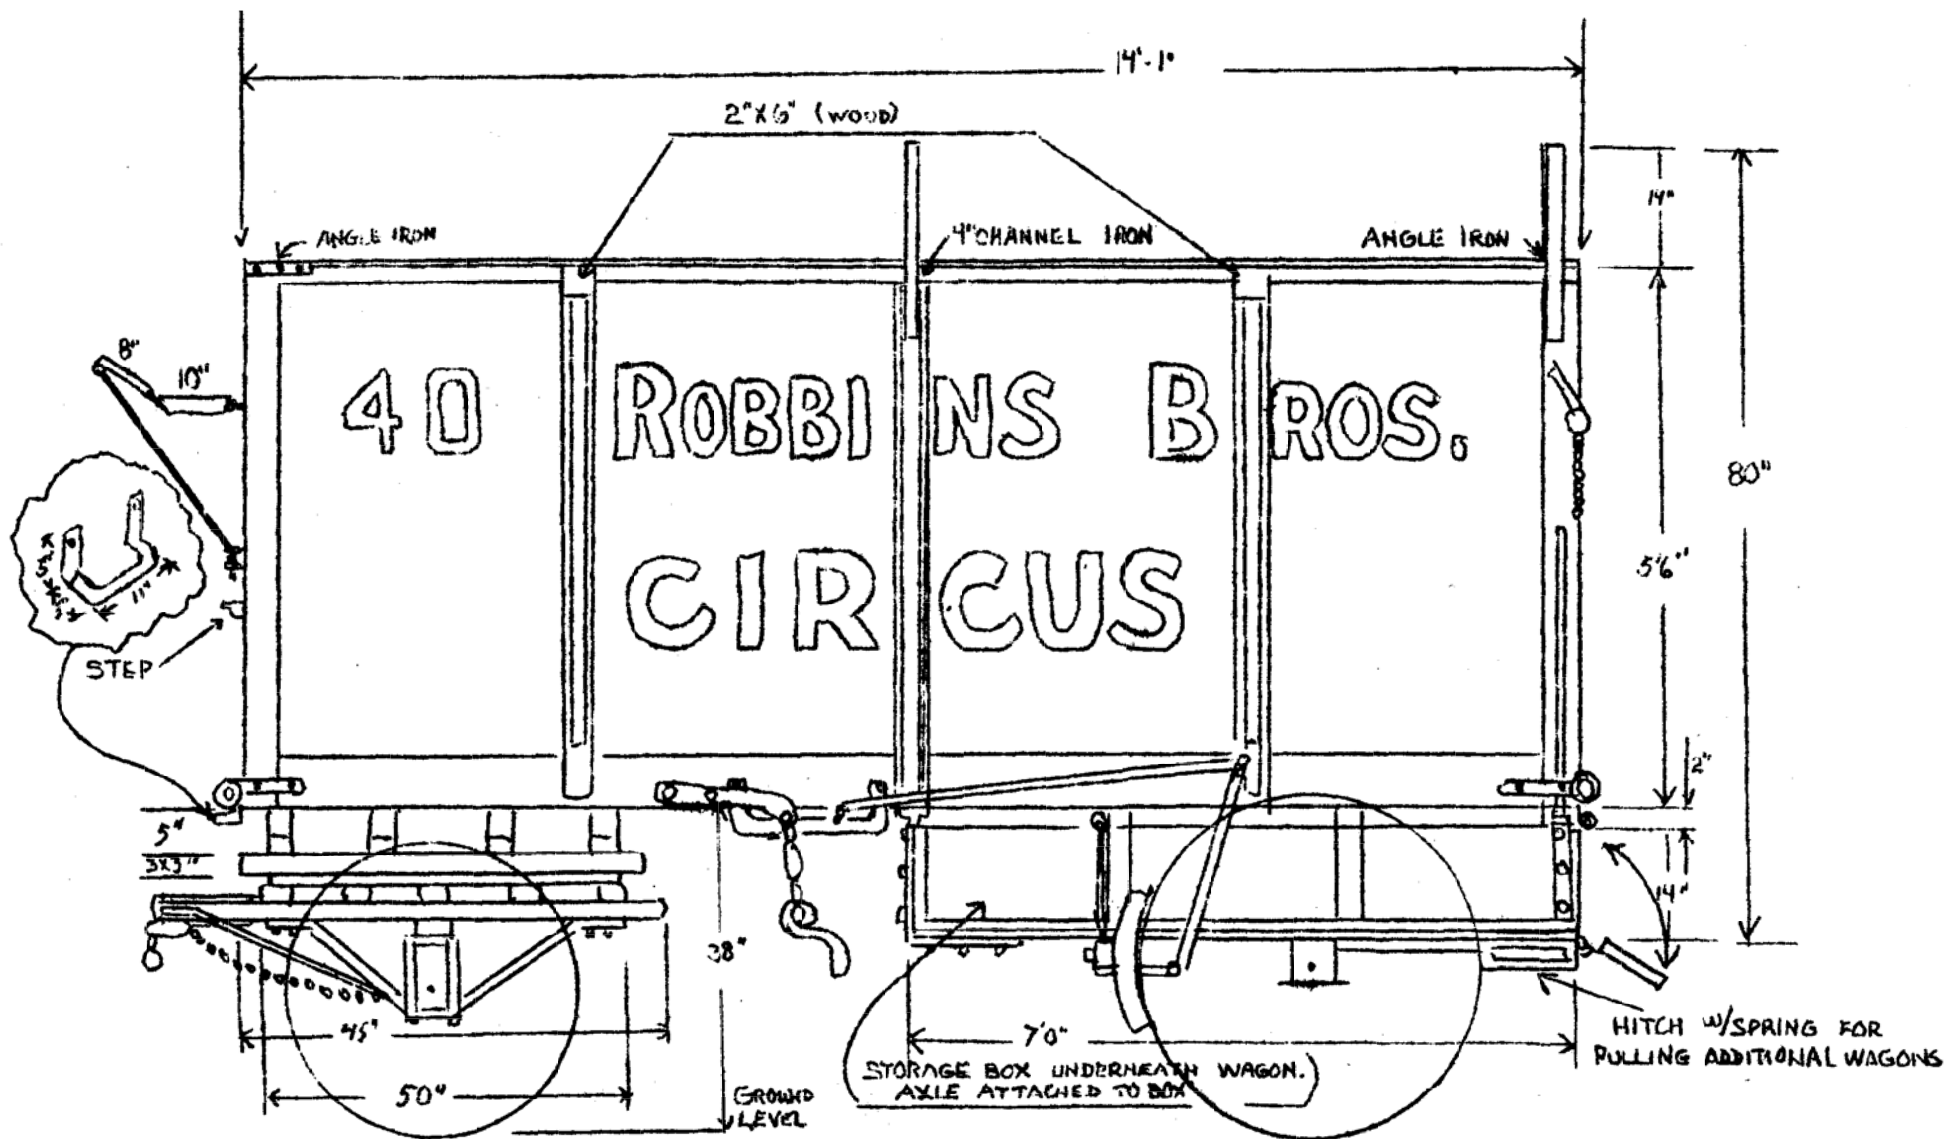 14'-1"
2"X6" (WOOD)
14"
ANGLE IRON
4" CHANNEL IRON
ANGLE IRON
8"
10"
40 ROBBINS BROS.
80"
CIRCUS
5'6"
11"
STEP
2"
5"
3X3"
14"
38"
45"
7'0"
HITCH W/SPRING FOR
PULLING ADDITIONAL WAGONS
STORAGE BOX UNDERNEATH WAGON.
AXLE ATTACHED TO BOX
50"
GROUND
LEVEL